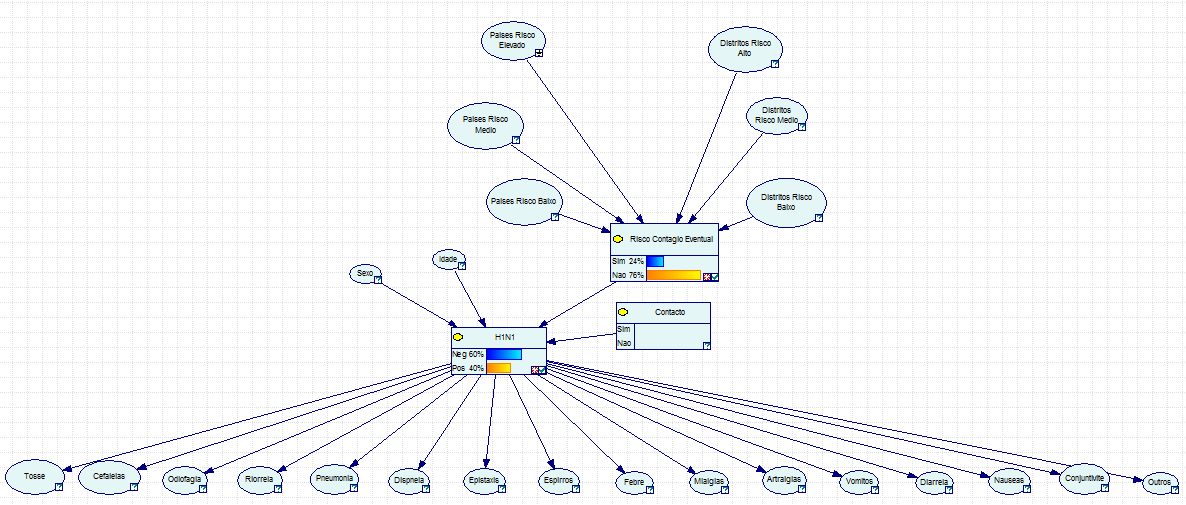 Paises Risco
Elevado
Distritos Risco
Alto
Paises Risco
Medio
Distritos
Risco Medio
Paises Risco Baixo
Distritos Risco
Baixo
Risco Contagio Eventual
Sim 24%
Nao 76%
Idade
Sexo
Contacto
Sim
Nao
H1N1
Neg 60%
Pos 40%
Tosse
Cefaleias
Odiofagia
Riorreia
Pneumonia
Dispneia
Epistaxis
Espirros
Febre
Mialgias
Artralgias
Vomitos
Diarreia
Nauseas
Conjuntivite
Outros